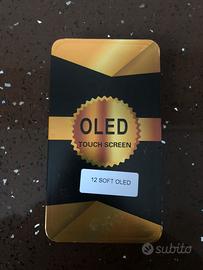 OLED
TOUCH SCREEN
12 SOFT OLED
subito